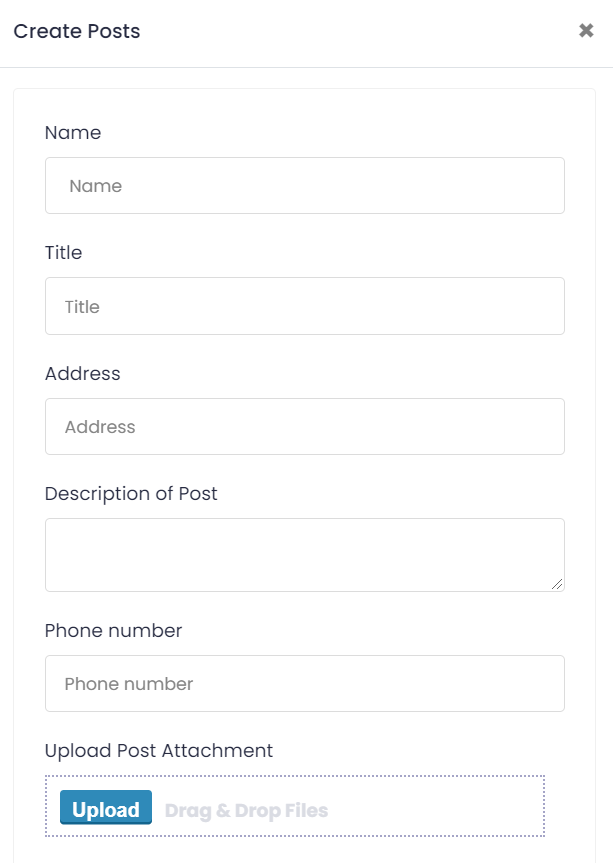 Create Posts ✖
Name
Name
Title
Title
Address
Address
Description of Post
Phone number
Phone number
Upload Post Attachment
Upload Drag & Drop Files